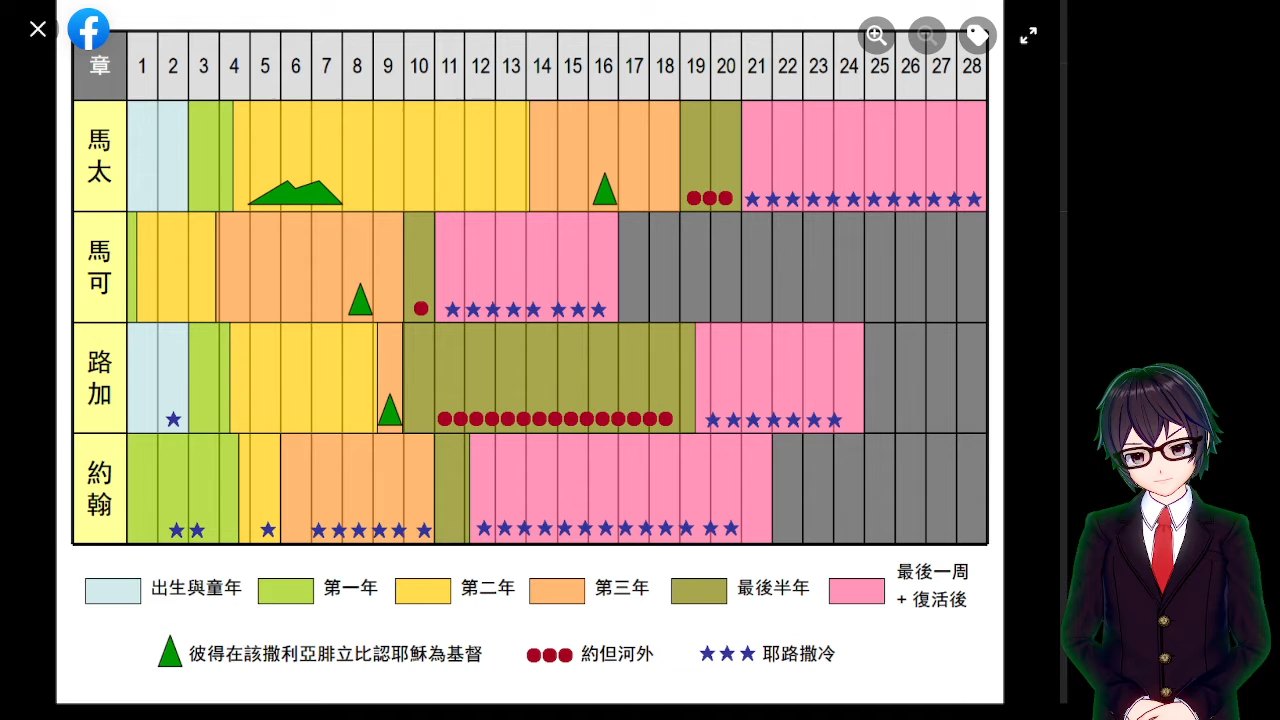 章 1 2 3 4 5 6 7 8 9 10 11 12 13 14 15 16 17 18 19 20 21 22 23 24 25 26 27 28
馬太
馬可
路加
約翰
出生與童年 第一年 第二年 第三年 最後半年 最後一周
+ 復活後
彼得在該撒利亞腓立比認耶穌為基督 約但河外 耶路撒冷